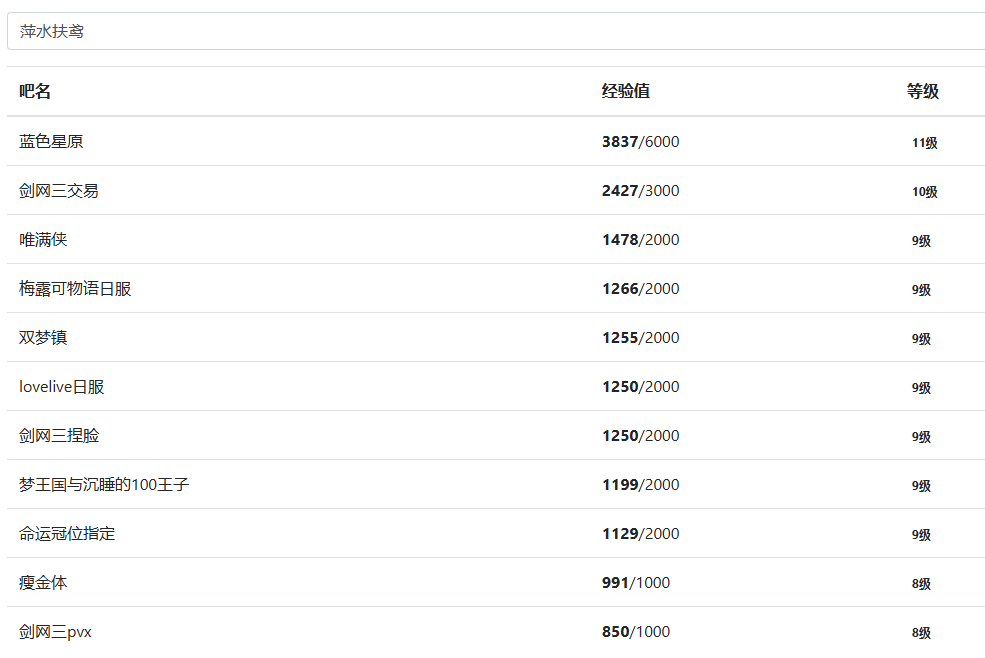 萍水扶鸢
吧名 经验值 等级
蓝色星原 3837/6000 11级
剑网三交易 2427/3000 10级
唯满侠 1478/2000 9级
梅露可物语日服 1266/2000 9级
双梦镇 1255/2000 9级
lovelive日服 1250/2000 9级
剑网三捏脸 1250/2000 9级
梦王国与沉睡的100王子 1199/2000 9级
命运冠位指定 1129/2000 9级
瘦金体 991/1000 8级
剑网三pvx 850/1000 8级